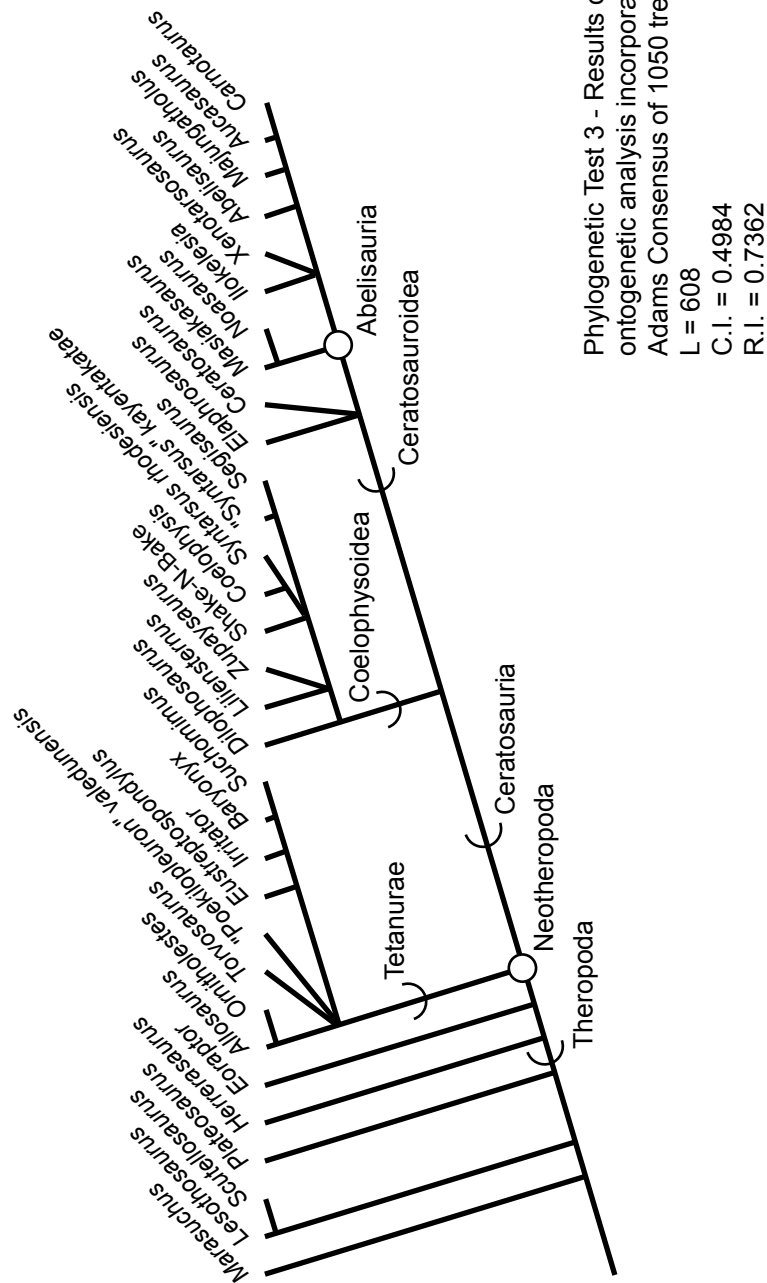 Marasuchus
Lesothosaurus
Scutellosaurus
Plateosaurus
Herrerasaurus
Eoraptor
Allosaurus
Ornitholestes
Torvosaurus
"Poekilopleuron" valedunensis
Eustreptospondylus
Irritator
Baryonyx
Suchomimus
Dilophosaurus
Liliensternus
Zupaysaurus
Shake-N-Bake
Coelophysis
Syntarsus rhodesiensis
"Syntarsus" kayentakatae
Segisaurus
Elaphrosaurus
Ceratosaurus
Masiakasaurus
Noasaurus
Ilokelesia
Xenotarsosaurus
Abelisaurus
Majungatholus
Aucasaurus
Carnotaurus
Theropoda
Neotheropoda
Tetanurae
Ceratosauria
Coelophysoidea
Ceratosauroidea
Abelisauria
Phylogenetic Test 3 - Results
ontogenetic analysis incorpora
Adams Consensus of 1050 tre
L = 608
C.I. = 0.4984
R.I. = 0.7362